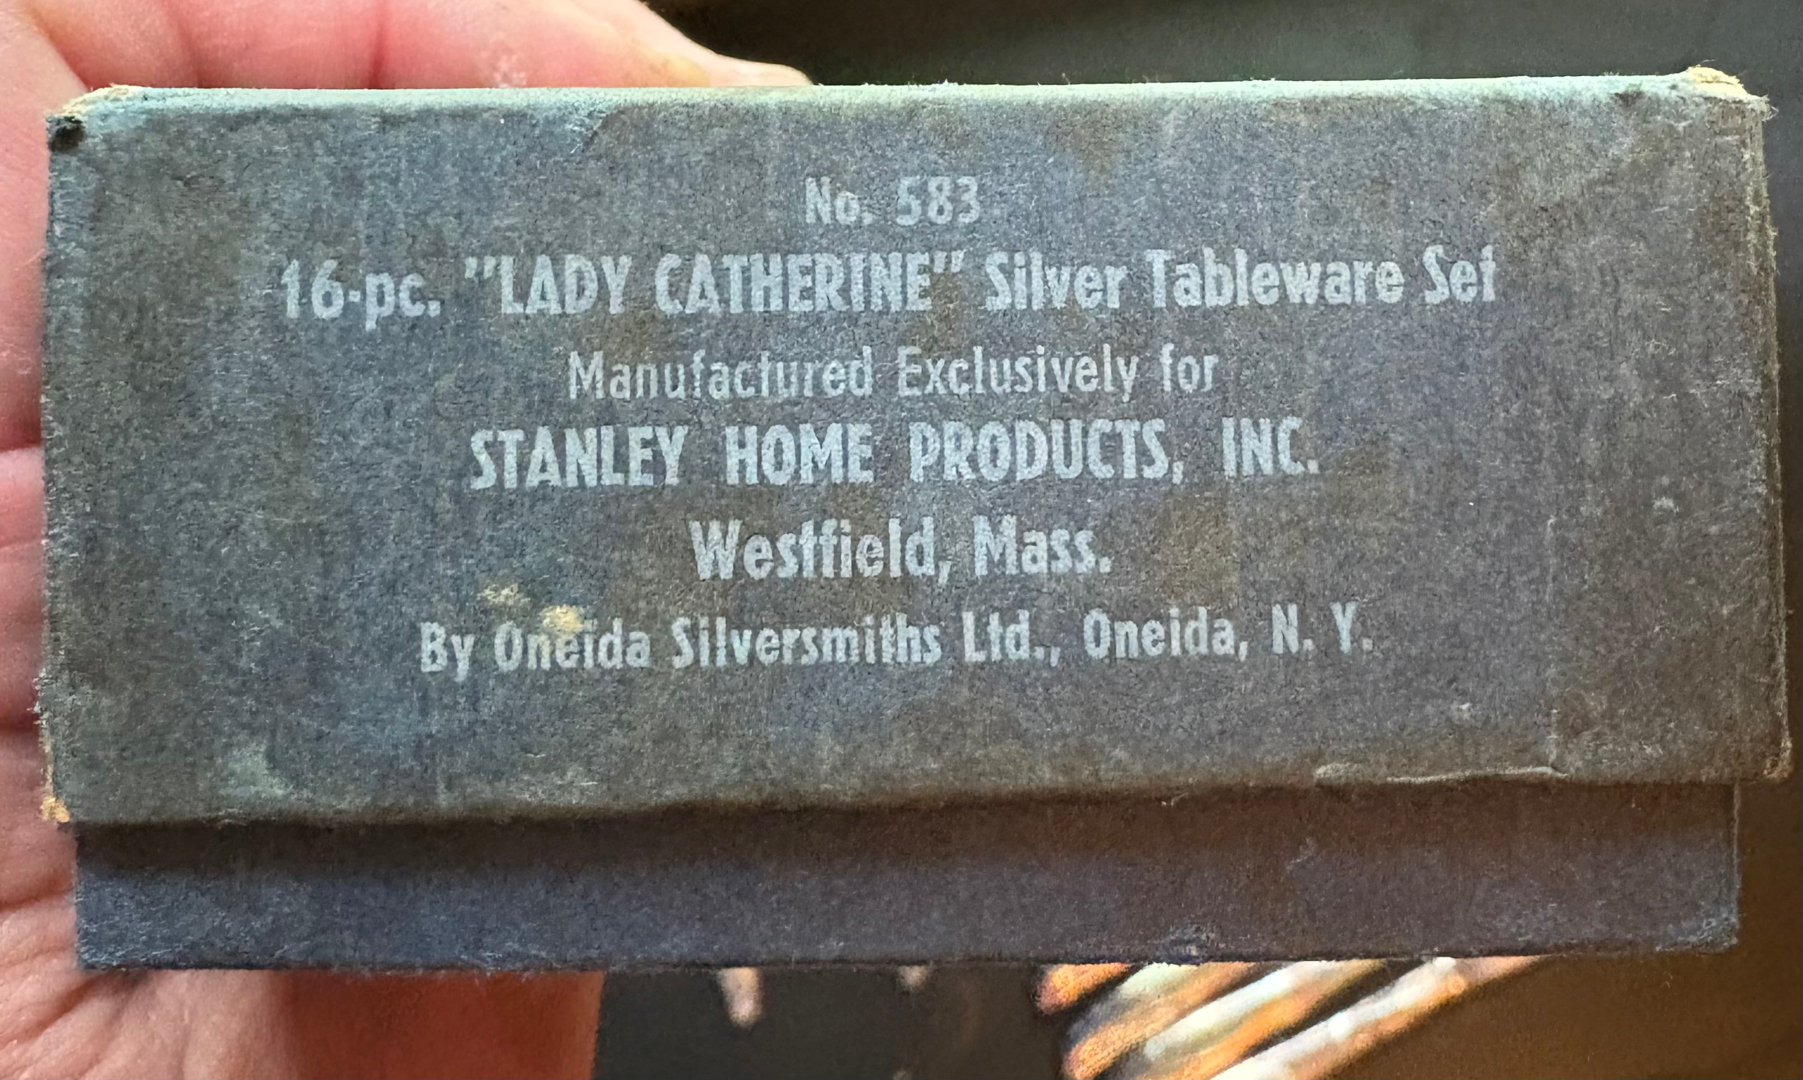 No. 583
16-pc. "LADY CATHERINE" Silver Tableware Set
Manufactured Exclusively for
STANLEY HOME PRODUCTS, INC.
Westfield, Mass.
By Oneida Silversmiths Ltd., Oneida, N. Y.